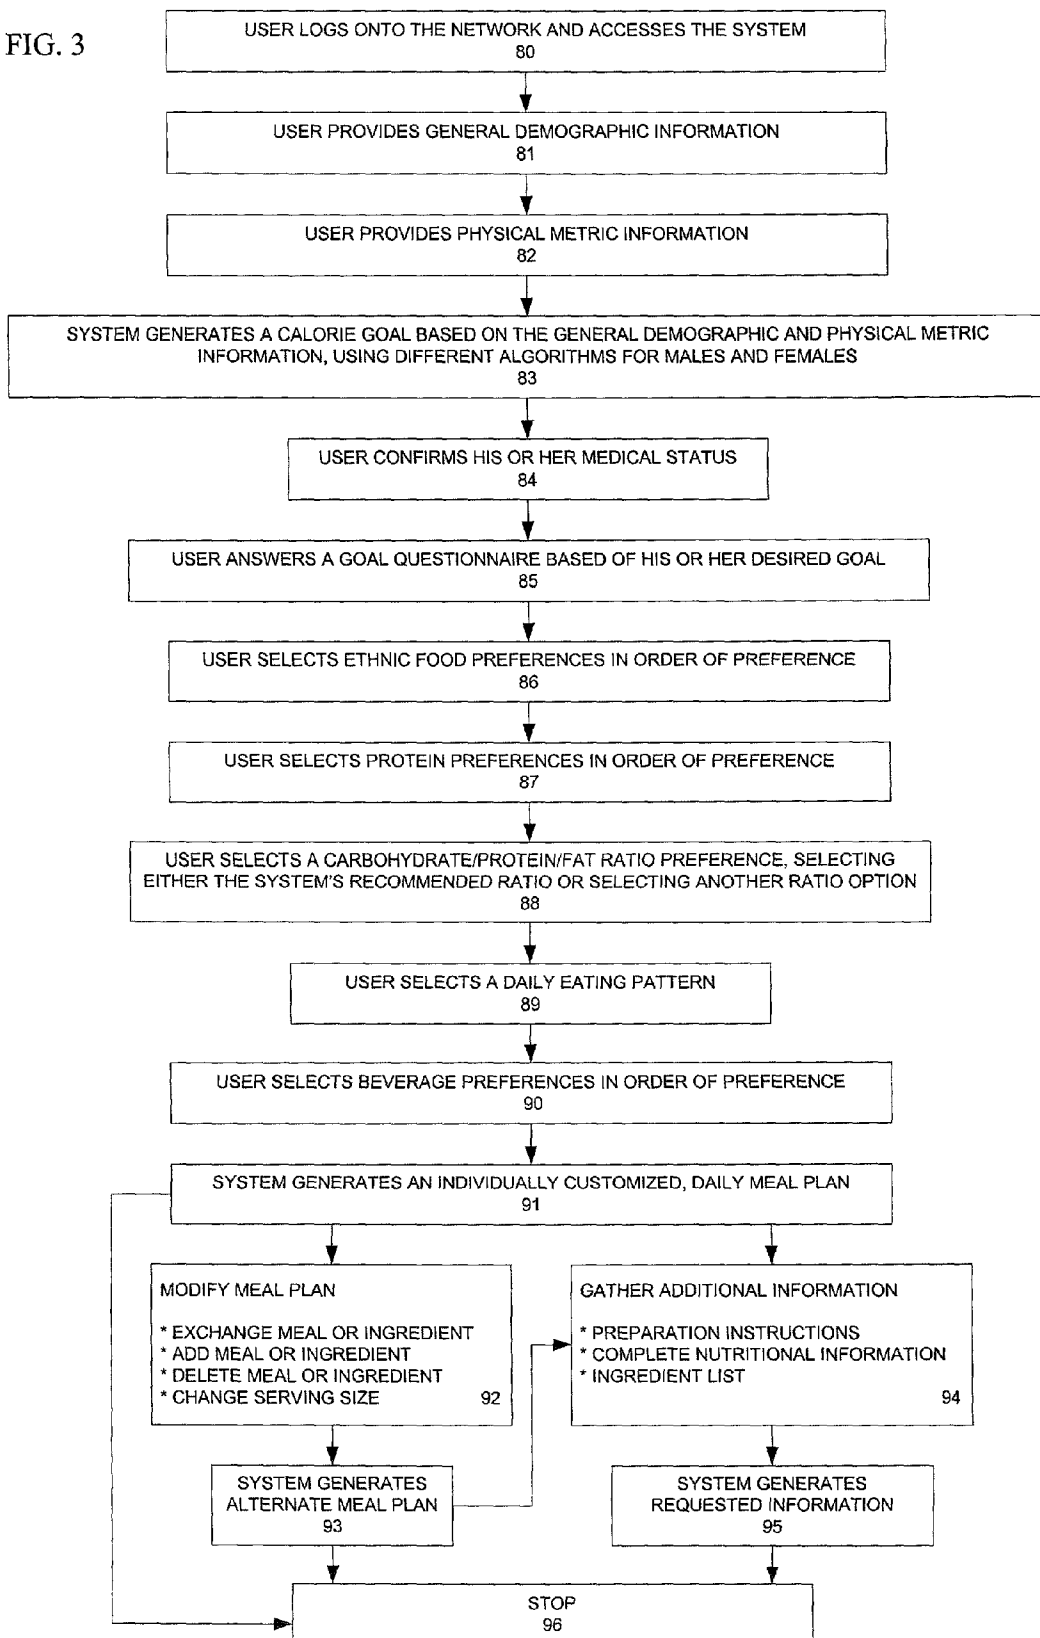 FIG. 3
USER LOGS ONTO THE NETWORK AND ACCESSES THE SYSTEM
80
USER PROVIDES GENERAL DEMOGRAPHIC INFORMATION
81
USER PROVIDES PHYSICAL METRIC INFORMATION
82
SYSTEM GENERATES A CALORIE GOAL BASED ON THE GENERAL DEMOGRAPHIC AND PHYSICAL METRIC
INFORMATION, USING DIFFERENT ALGORITHMS FOR MALES AND FEMALES
83
USER CONFIRMS HIS OR HER MEDICAL STATUS
84
USER ANSWERS A GOAL QUESTIONNAIRE BASED OF HIS OR HER DESIRED GOAL
85
USER SELECTS ETHNIC FOOD PREFERENCES IN ORDER OF PREFERENCE
86
USER SELECTS PROTEIN PREFERENCES IN ORDER OF PREFERENCE
87
USER SELECTS A CARBOHYDRATE/PROTEIN/FAT RATIO PREFERENCE, SELECTING
EITHER THE SYSTEM'S RECOMMENDED RATIO OR SELECTING ANOTHER RATIO OPTION
88
USER SELECTS A DAILY EATING PATTERN
89
USER SELECTS BEVERAGE PREFERENCES IN ORDER OF PREFERENCE
90
SYSTEM GENERATES AN INDIVIDUALLY CUSTOMIZED, DAILY MEAL PLAN
91
MODIFY MEAL PLAN
* EXCHANGE MEAL OR INGREDIENT
* ADD MEAL OR INGREDIENT
* DELETE MEAL OR INGREDIENT
* CHANGE SERVING SIZE 92
GATHER ADDITIONAL INFORMATION
* PREPARATION INSTRUCTIONS
* COMPLETE NUTRITIONAL INFORMATION
* INGREDIENT LIST
94
SYSTEM GENERATES
ALTERNATE MEAL PLAN
93
SYSTEM GENERATES
REQUESTED INFORMATION
95
STOP
96